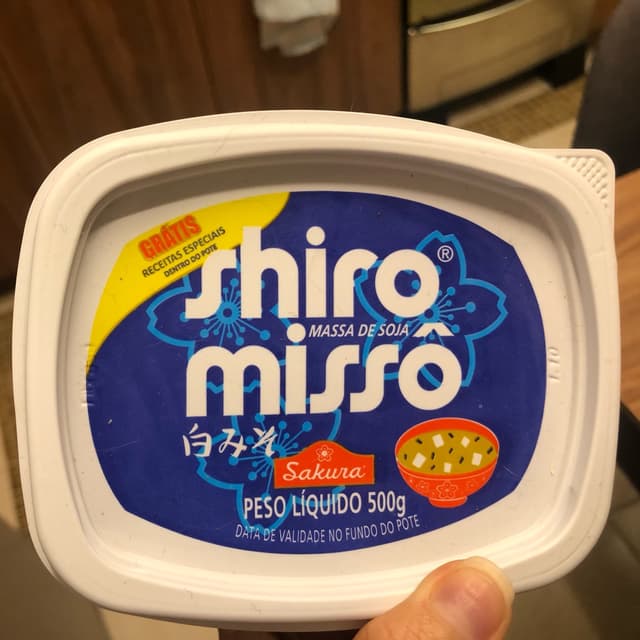 GRÁTIS
RECEITAS ESPECIAIS
DENTRO DO POTE
shiro®
MASSA DE SOJA
missô
白みそ
Sakura
PESO LÍQUIDO 500g
DATA DE VALIDADE NO FUNDO DO POTE